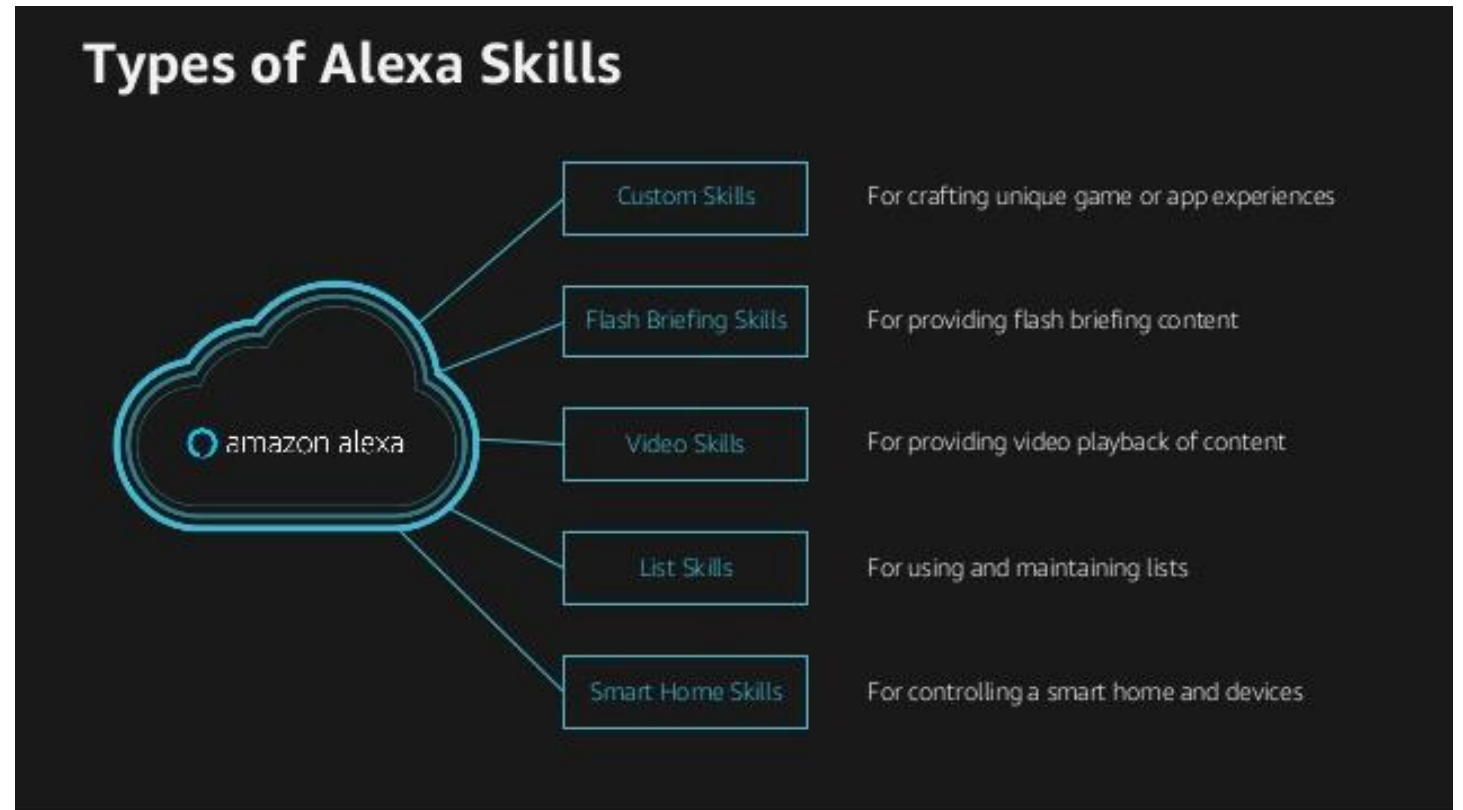 Types of Alexa Skills
Custom Skills
For crafting unique game or app experiences
Flash Briefing Skills
For providing flash briefing content
amazon alexa
Video Skills
For providing video playback of content
List Skills
For using and maintaining lists
Smart Home Skills
For controlling a smart home and devices